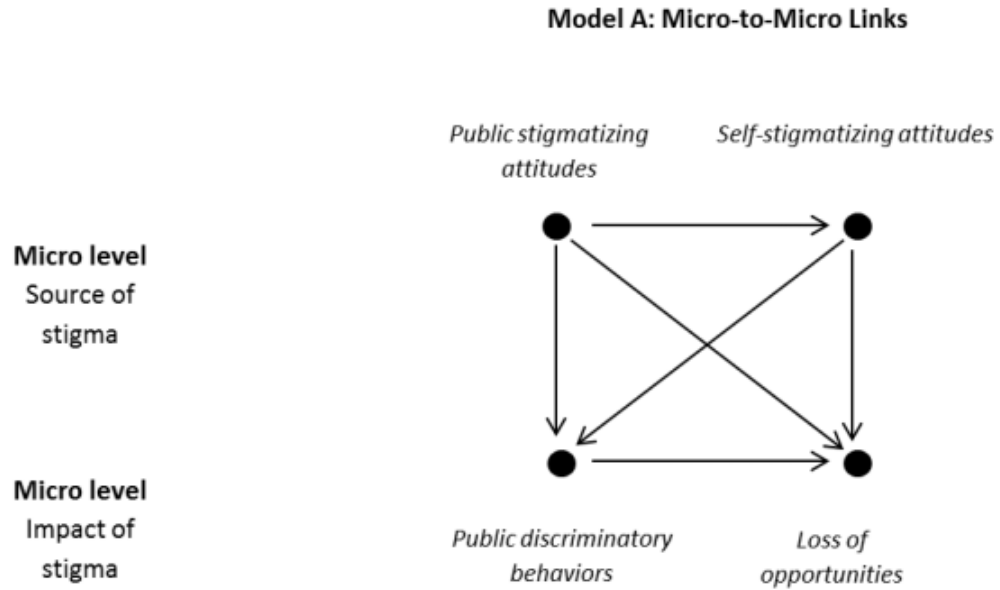 Model A: Micro-to-Micro Links
Public stigmatizing
attitudes
Self-stigmatizing attitudes
Micro level
Source of
stigma
Micro level
Impact of
stigma
Public discriminatory
behaviors
Loss of
opportunities